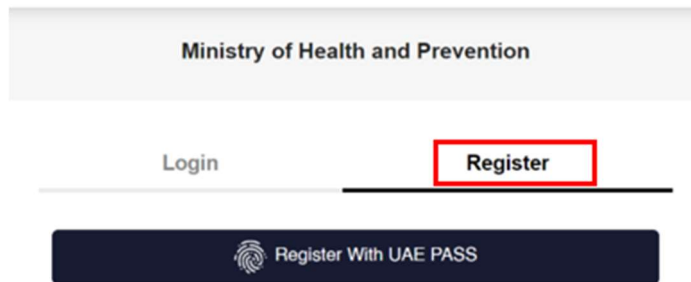 Ministry of Health and Prevention
Login Register
Register With UAE PASS